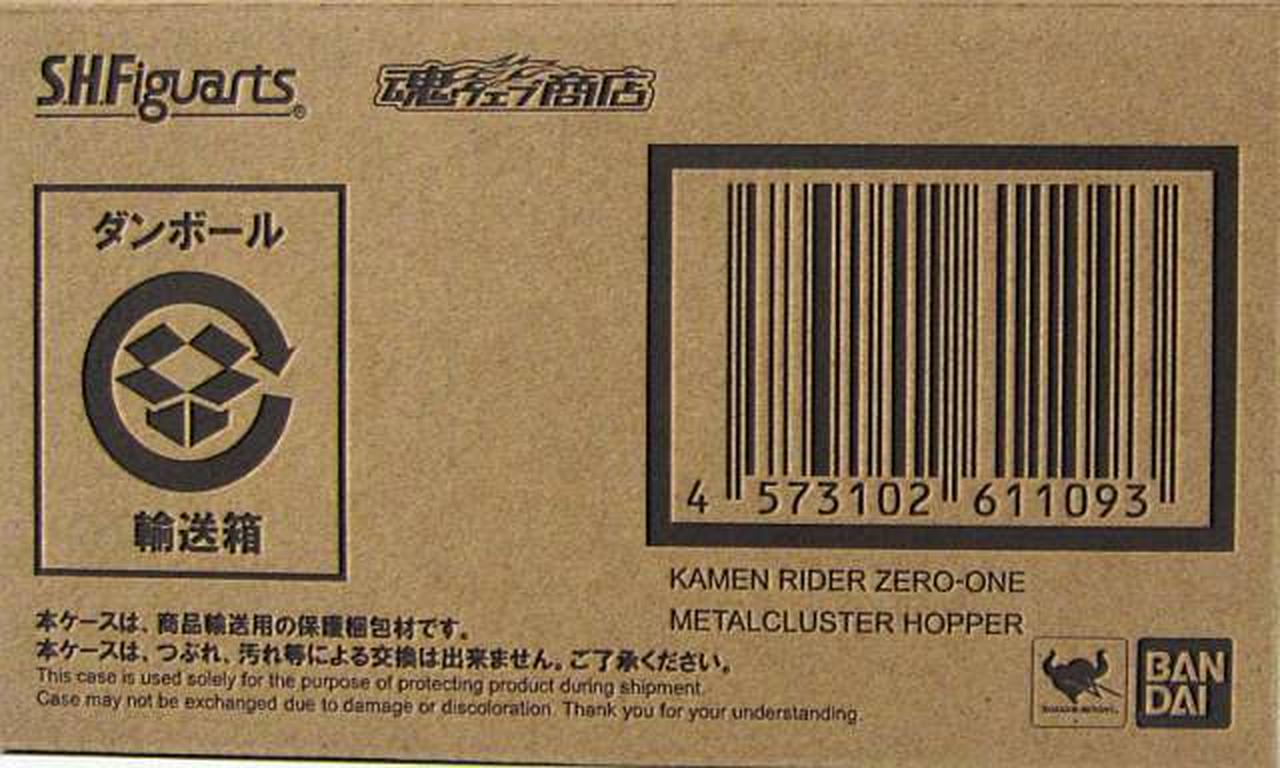 S.H.Figuarts®
魂ウェブ商店
ダンボール
輸送箱
4 573102 611093
KAMEN RIDER ZERO-ONE
METALCLUSTER HOPPER
本ケースは、商品輸送用の保護梱包材です。
本ケースは、つぶれ、汚れ等による交換は出来ません。ご了承ください。
This case is used solely for the purpose of protecting product during shipment.
Case may not be exchanged due to damage or discoloration. Thank you for your understanding.
BAN
DAI